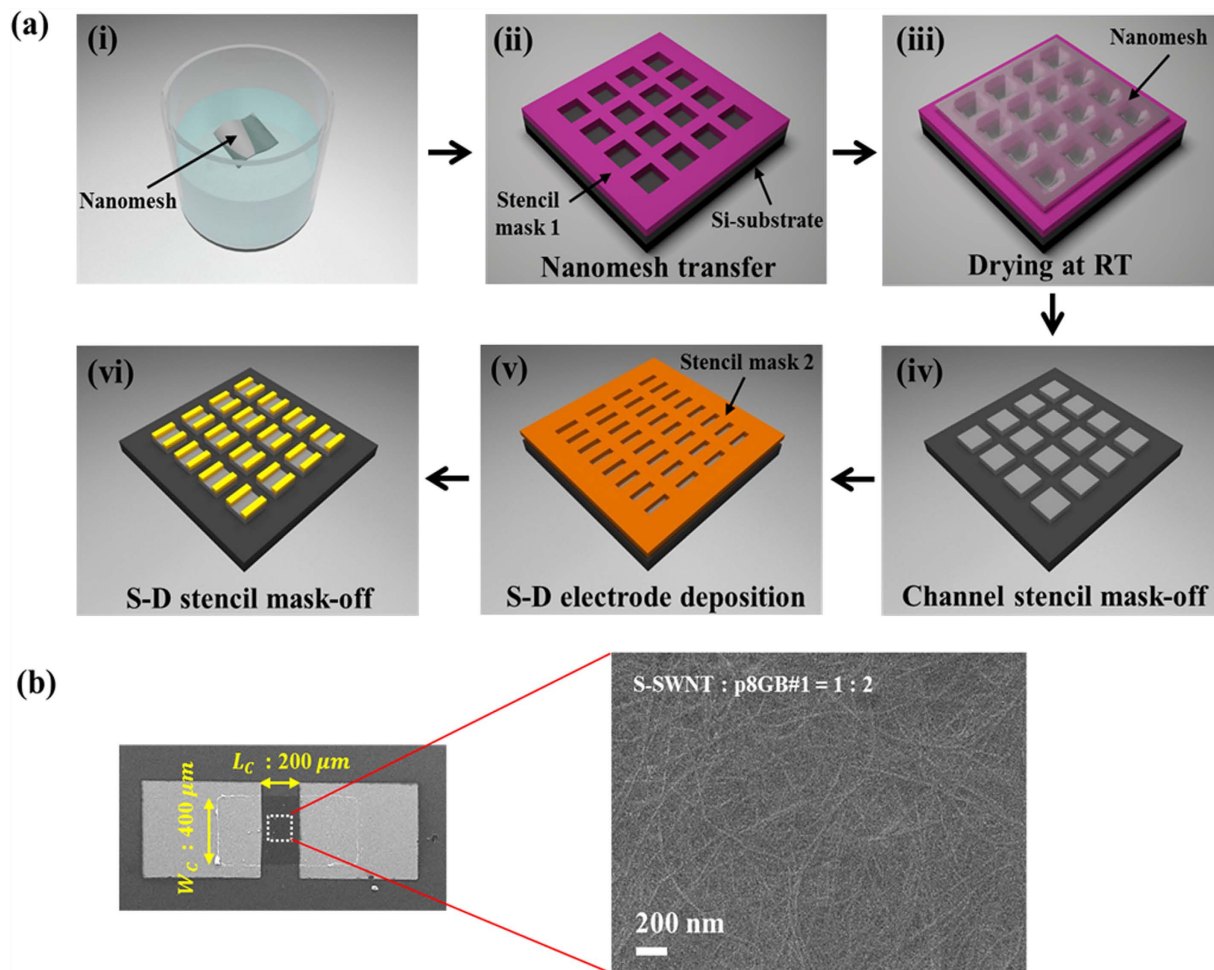 (a)
(i)
Nanomesh
(ii)
Stencil
mask 1
Si-substrate
Nanomesh transfer
(iii)
Nanomesh
Drying at RT
(vi)
S-D stencil mask-off
(v)
Stencil mask 2
S-D electrode deposition
(iv)
Channel stencil mask-off
(b)
L_C : 200 μm
W_C : 400 μm
S-SWNT : p8GB#1 = 1 : 2
200 nm